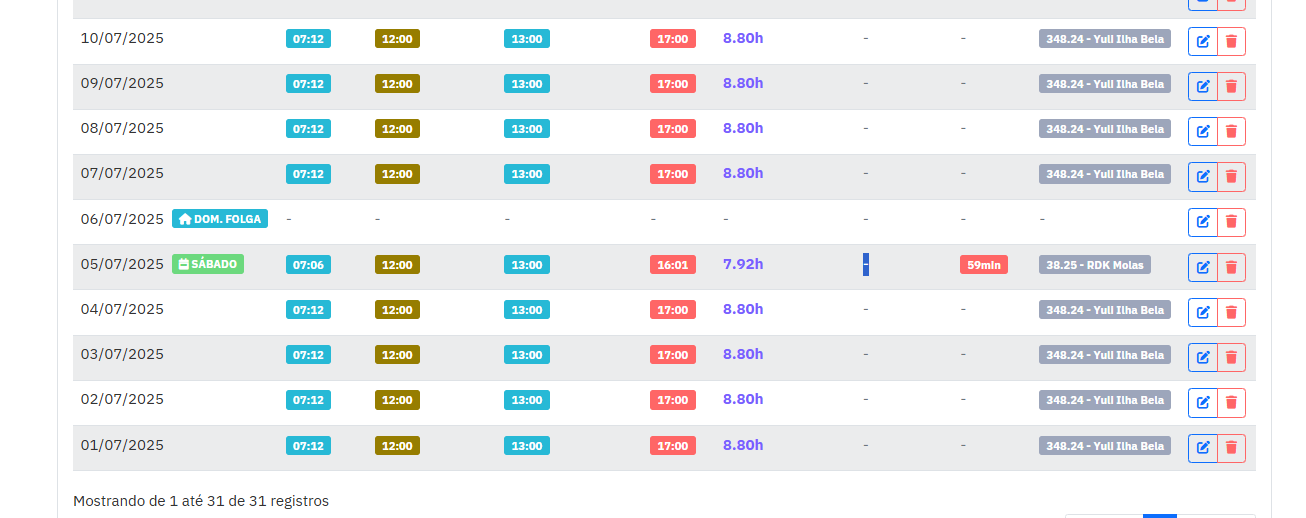 10/07/2025 07:12 12:00 13:00 17:00 8.80h - - 348.24 - Yull Ilha Bela
09/07/2025 07:12 12:00 13:00 17:00 8.80h - - 348.24 - Yull Ilha Bela
08/07/2025 07:12 12:00 13:00 17:00 8.80h - - 348.24 - Yull Ilha Bela
07/07/2025 07:12 12:00 13:00 17:00 8.80h - - 348.24 - Yull Ilha Bela
06/07/2025 DOM. FOLGA - - - - - - - -
05/07/2025 SÁBADO 07:06 12:00 13:00 16:01 7.92h - 59min 38.25 - RDK Molas
04/07/2025 07:12 12:00 13:00 17:00 8.80h - - 348.24 - Yull Ilha Bela
03/07/2025 07:12 12:00 13:00 17:00 8.80h - - 348.24 - Yull Ilha Bela
02/07/2025 07:12 12:00 13:00 17:00 8.80h - - 348.24 - Yull Ilha Bela
01/07/2025 07:12 12:00 13:00 17:00 8.80h - - 348.24 - Yull Ilha Bela
Mostrando de 1 até 31 de 31 registros